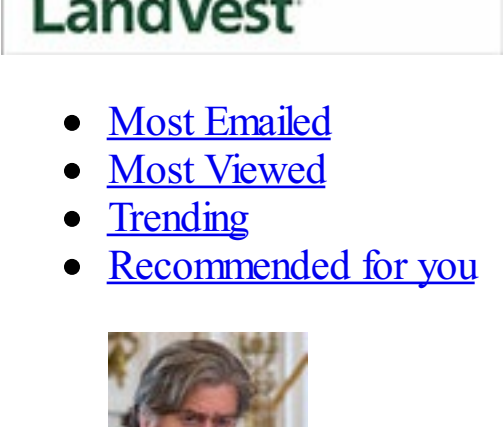 LandVest
Most Emailed
Most Viewed
Trending
Recommended for you